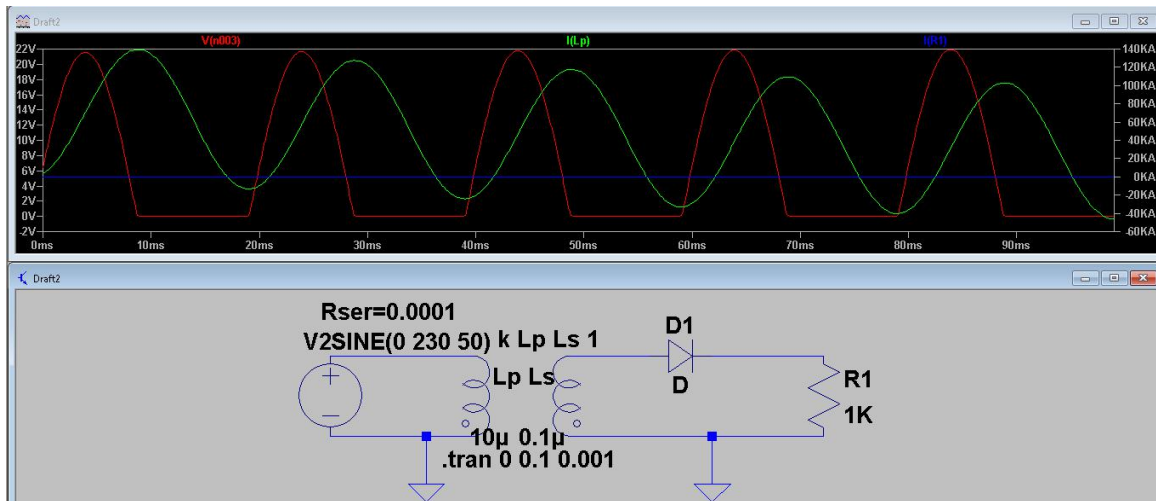 Draft2
V(n003) I(Lp) I(R1)
22V 140KA
20V 120KA
18V 100KA
16V 80KA
14V 60KA
12V 40KA
10V 20KA
8V 0KA
6V -20KA
4V -40KA
2V -60KA
0V
-2V
0ms 10ms 20ms 30ms 40ms 50ms 60ms 70ms 80ms 90ms
Draft2
Rser=0.0001
V2SINE(0 230 50) k Lp Ls 1
D1
Lp Ls
D
R1
1K
10µ 0.1µ
.tran 0 0.1 0.001